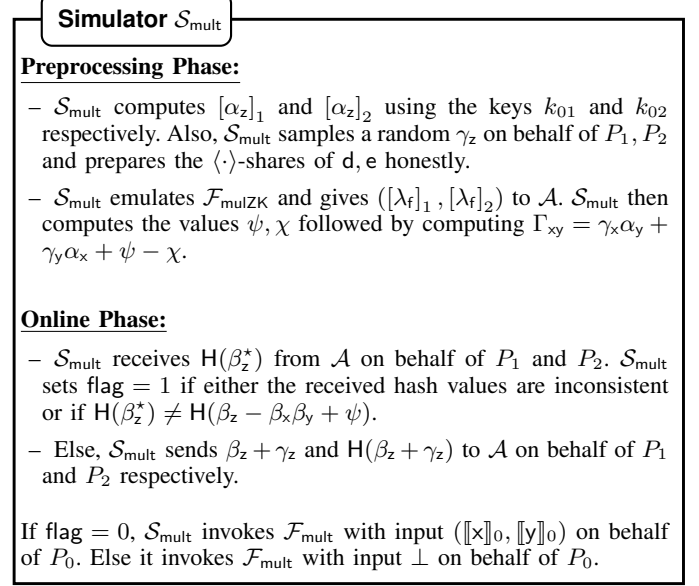 Simulator 𝒮_mult
Preprocessing Phase:
– 𝒮_mult computes [α_z]_1 and [α_z]_2 using the keys k_01 and k_02
respectively. Also, 𝒮_mult samples a random γ_z on behalf of P_1, P_2
and prepares the ⟨·⟩-shares of d, e honestly.
– 𝒮_mult emulates ℱ_mulZK and gives ([λ_f]_1, [λ_f]_2) to 𝒜. 𝒮_mult then
computes the values ψ, χ followed by computing Γ_xy = γ_xα_y +
γ_yα_x + ψ − χ.
Online Phase:
– 𝒮_mult receives H(β_z^⋆) from 𝒜 on behalf of P_1 and P_2. 𝒮_mult
sets flag = 1 if either the received hash values are inconsistent
or if H(β_z^⋆) ≠ H(β_z − β_xβ_y + ψ).
– Else, 𝒮_mult sends β_z + γ_z and H(β_z + γ_z) to 𝒜 on behalf of P_1
and P_2 respectively.
If flag = 0, 𝒮_mult invokes ℱ_mult with input (⟦x⟧_0, ⟦y⟧_0) on behalf
of P_0. Else it invokes ℱ_mult with input ⊥ on behalf of P_0.